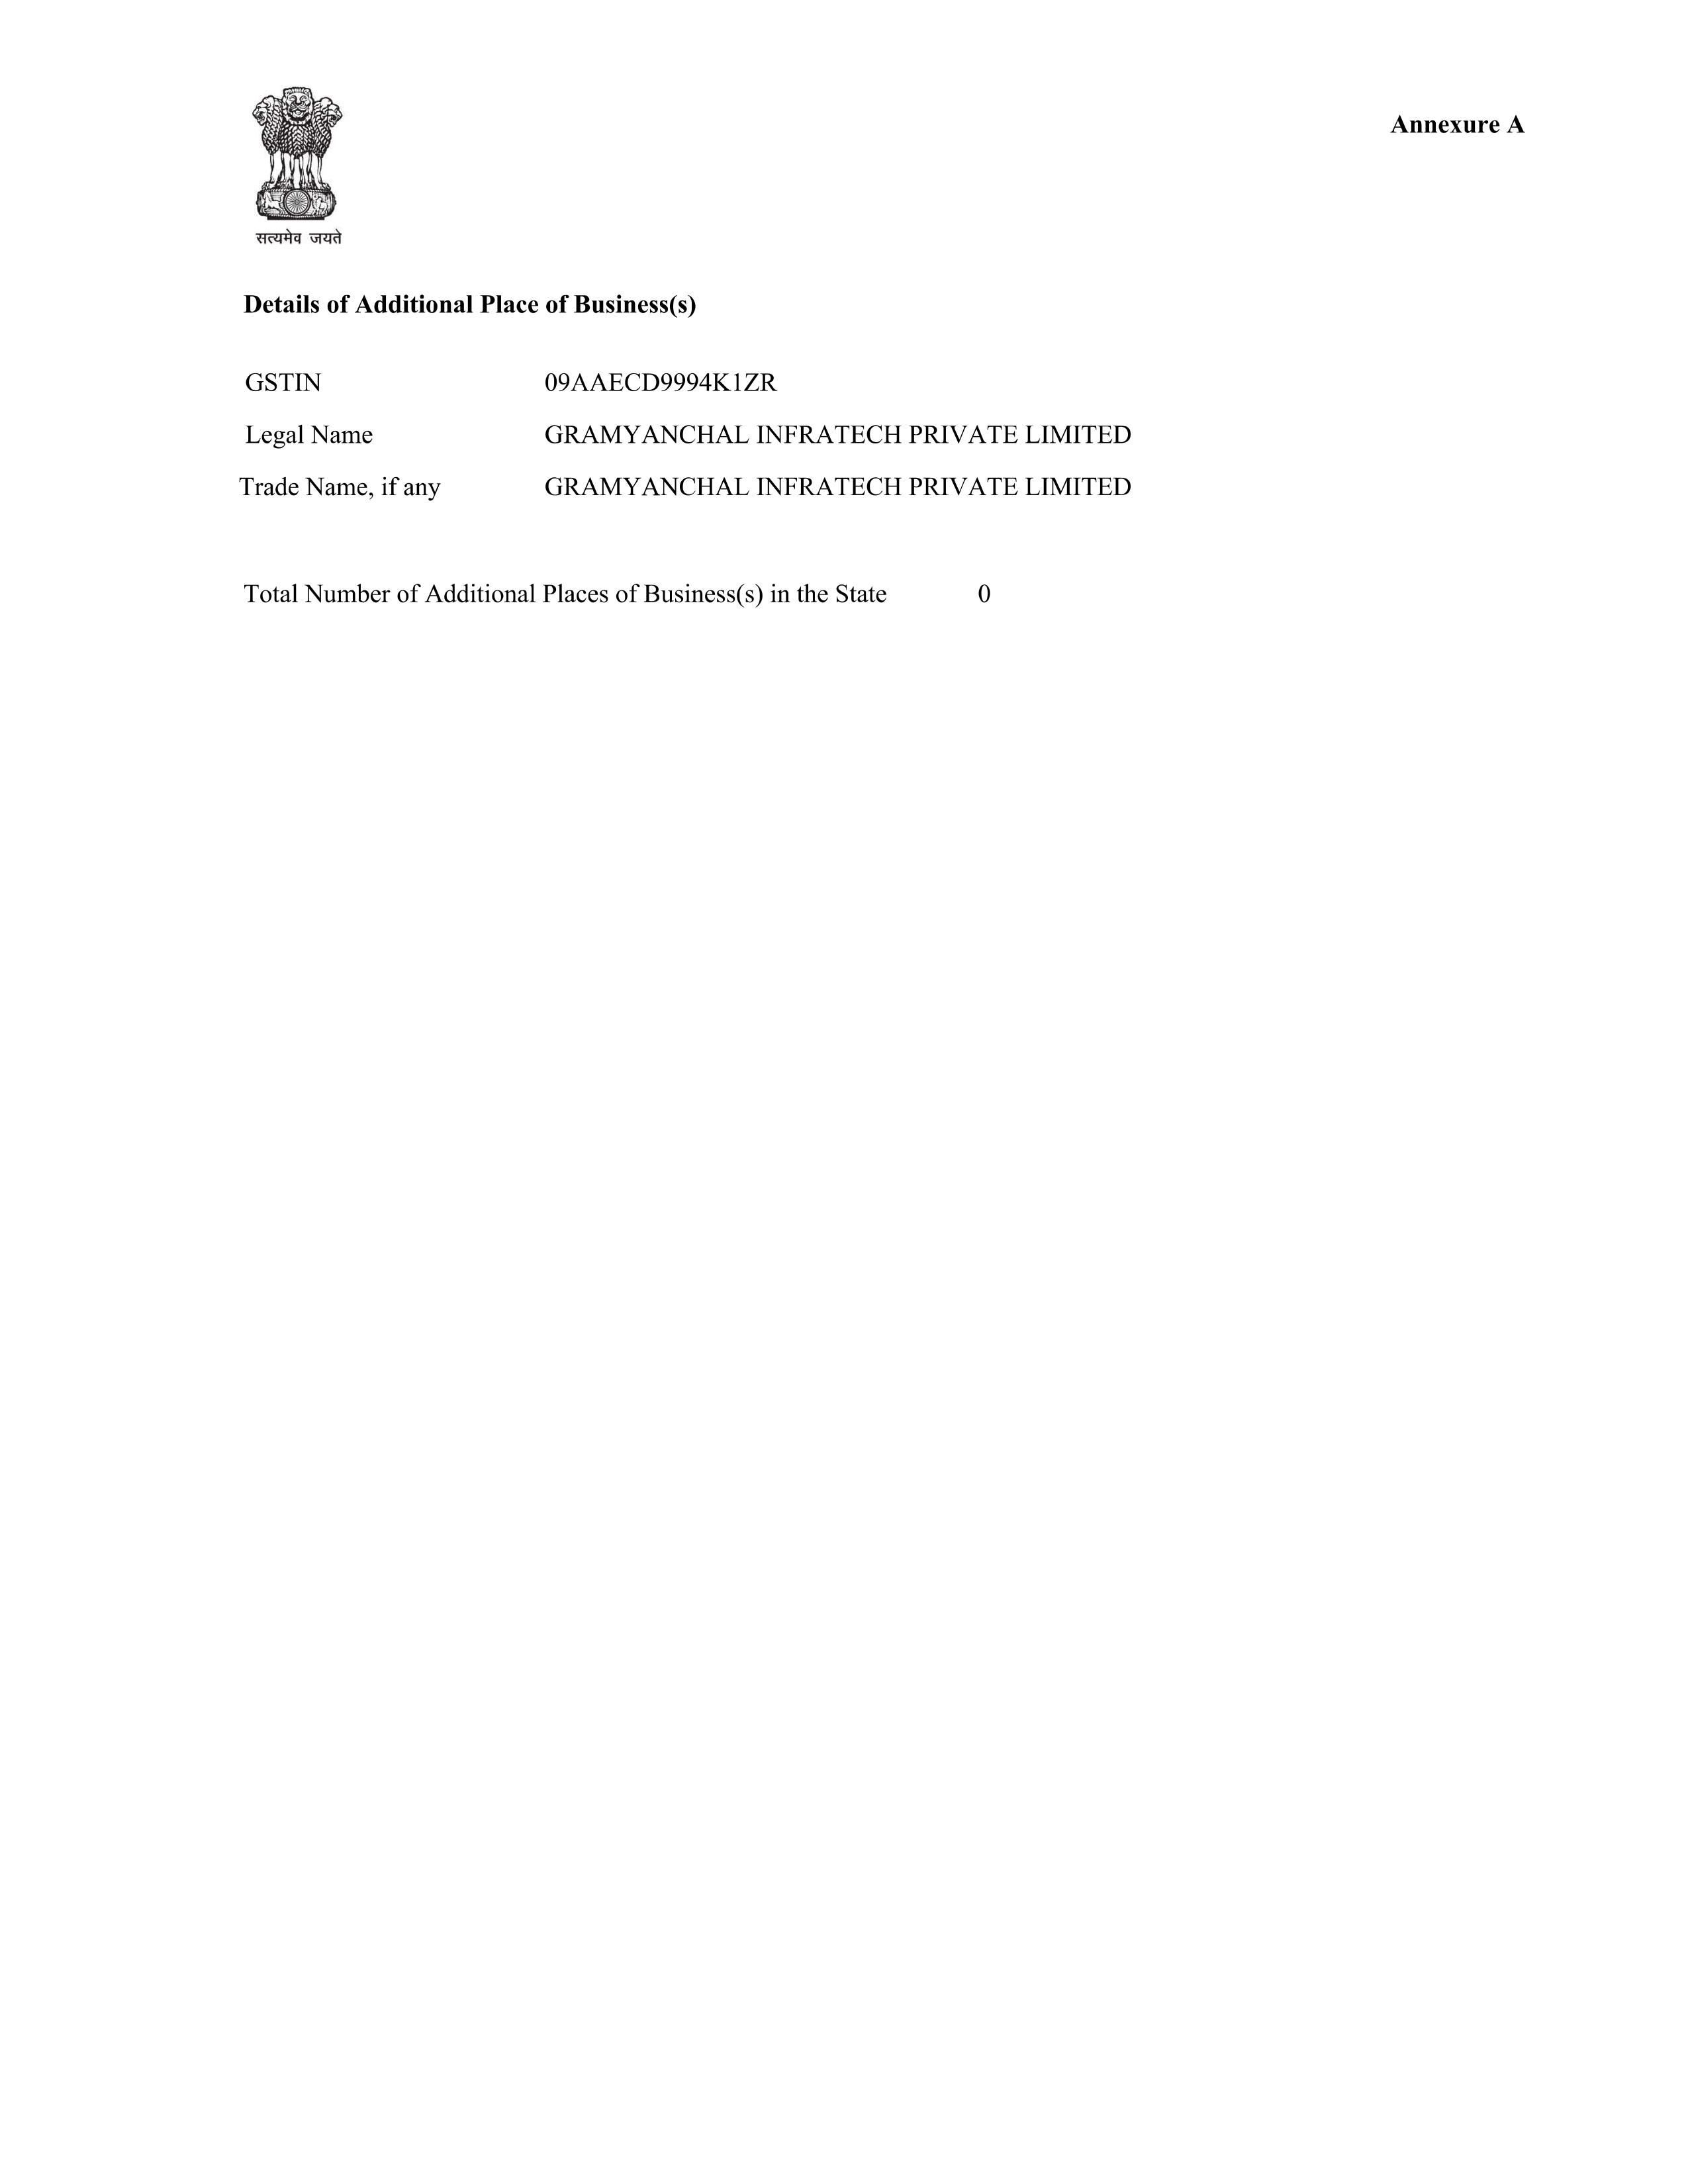 Annexure A
सत्यमेव जयते
Details of Additional Place of Business(s)
GSTIN 09AAECD9994K1ZR
Legal Name GRAMYANCHAL INFRATECH PRIVATE LIMITED
Trade Name, if any GRAMYANCHAL INFRATECH PRIVATE LIMITED
Total Number of Additional Places of Business(s) in the State 0